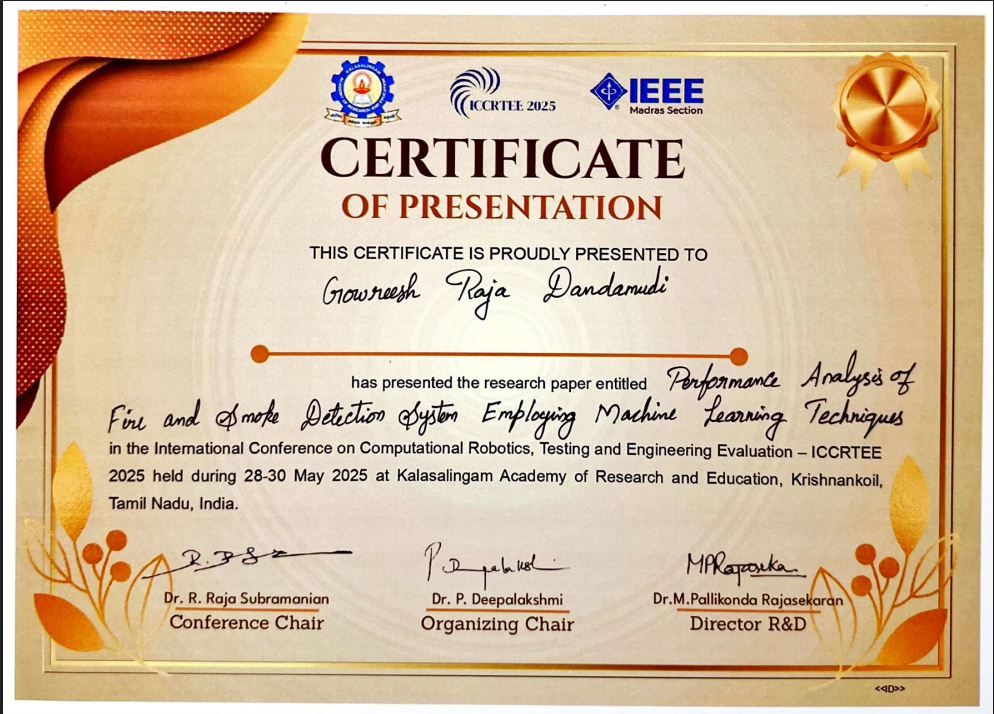 ICCRTEE 2025
IEEE
Madras Section
CERTIFICATE
OF PRESENTATION
THIS CERTIFICATE IS PROUDLY PRESENTED TO
Gowreesh Raja Dandamudi
has presented the research paper entitled Performance Analysis of
Fire and Smoke Detection System Employing Machine Learning Techniques
in the International Conference on Computational Robotics, Testing and Engineering Evaluation – ICCRTEE
2025 held during 28-30 May 2025 at Kalasalingam Academy of Research and Education, Krishnankoil,
Tamil Nadu, India.
Dr. R. Raja Subramanian
Dr. P. Deepalakshmi
Dr.M.Pallikonda Rajasekaran
Conference Chair
Organizing Chair
Director R&D
<<ID>>